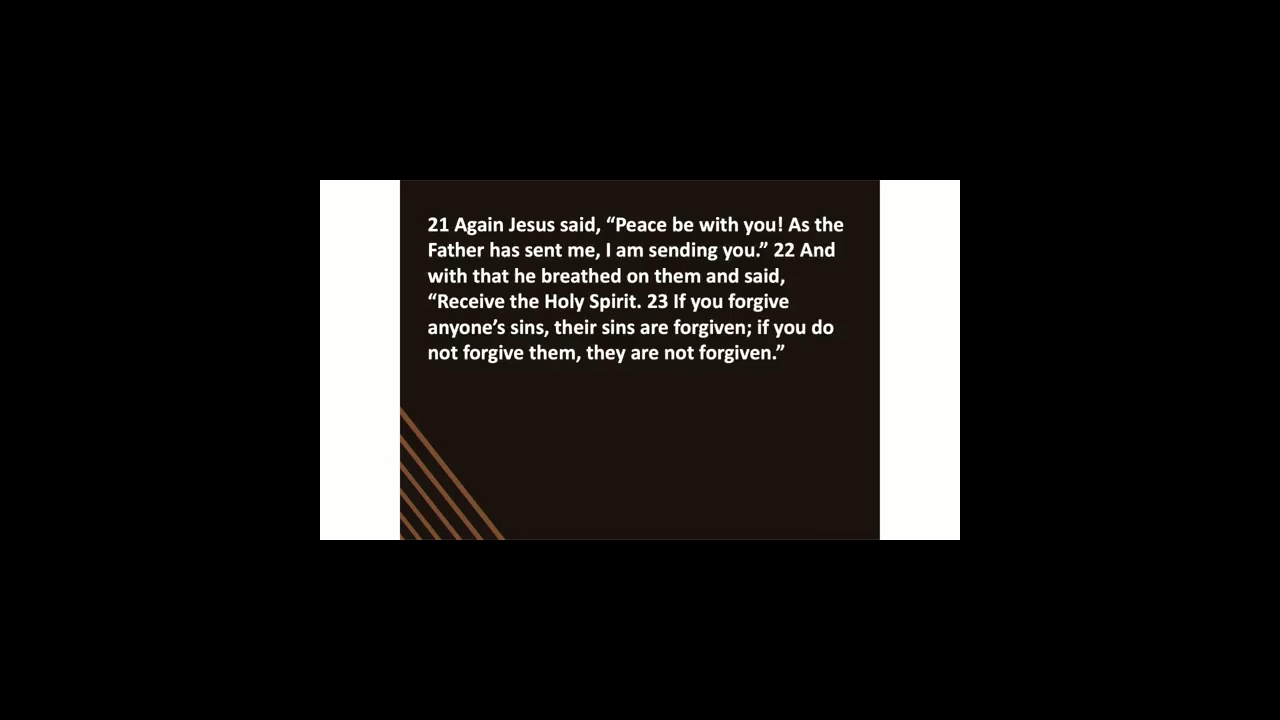 21 Again Jesus said, “Peace be with you! As the
Father has sent me, I am sending you.” 22 And
with that he breathed on them and said,
“Receive the Holy Spirit. 23 If you forgive
anyone’s sins, their sins are forgiven; if you do
not forgive them, they are not forgiven.”